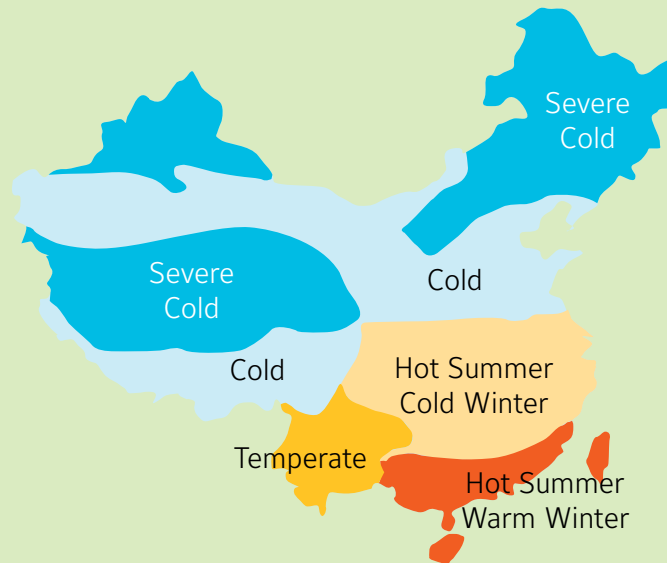 Severe
Cold
Severe
Cold
Cold
Cold
Hot Summer
Cold Winter
Temperate
Hot Summer
Warm Winter